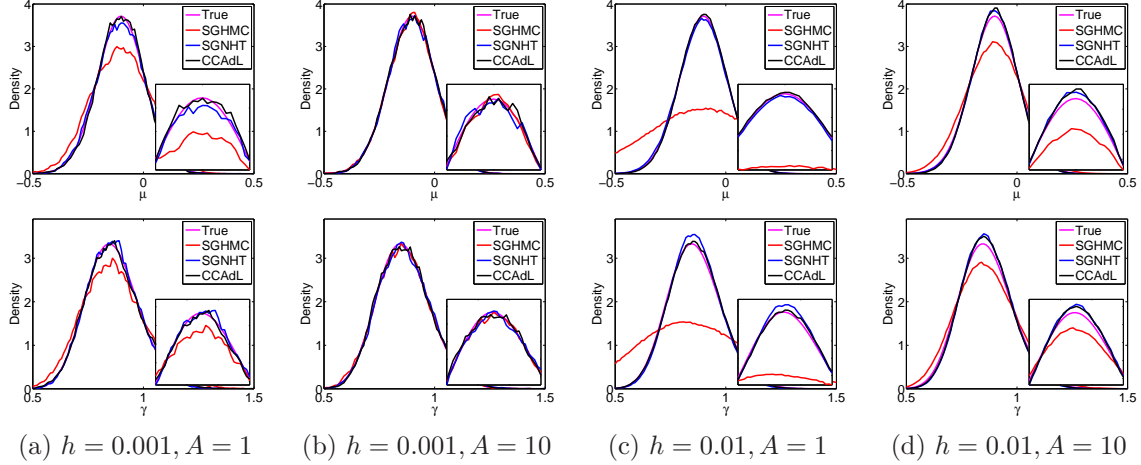 4
3
2
1
0
−0.5
0
0.5
Density
μ
True
SGHMC
SGNHT
CCAdL
4
3
2
1
0
−0.5
0
0.5
Density
μ
True
SGHMC
SGNHT
CCAdL
4
3
2
1
0
−0.5
0
0.5
Density
μ
True
SGHMC
SGNHT
CCAdL
4
3
2
1
0
−0.5
0
0.5
Density
μ
True
SGHMC
SGNHT
CCAdL
3
2
1
0
0.5
1
1.5
Density
γ
True
SGHMC
SGNHT
CCAdL
3
2
1
0
0.5
1
1.5
Density
γ
True
SGHMC
SGNHT
CCAdL
3
2
1
0
0.5
1
1.5
Density
γ
True
SGHMC
SGNHT
CCAdL
3
2
1
0
0.5
1
1.5
Density
γ
True
SGHMC
SGNHT
CCAdL
(a) h = 0.001, A = 1
(b) h = 0.001, A = 10
(c) h = 0.01, A = 1
(d) h = 0.01, A = 10